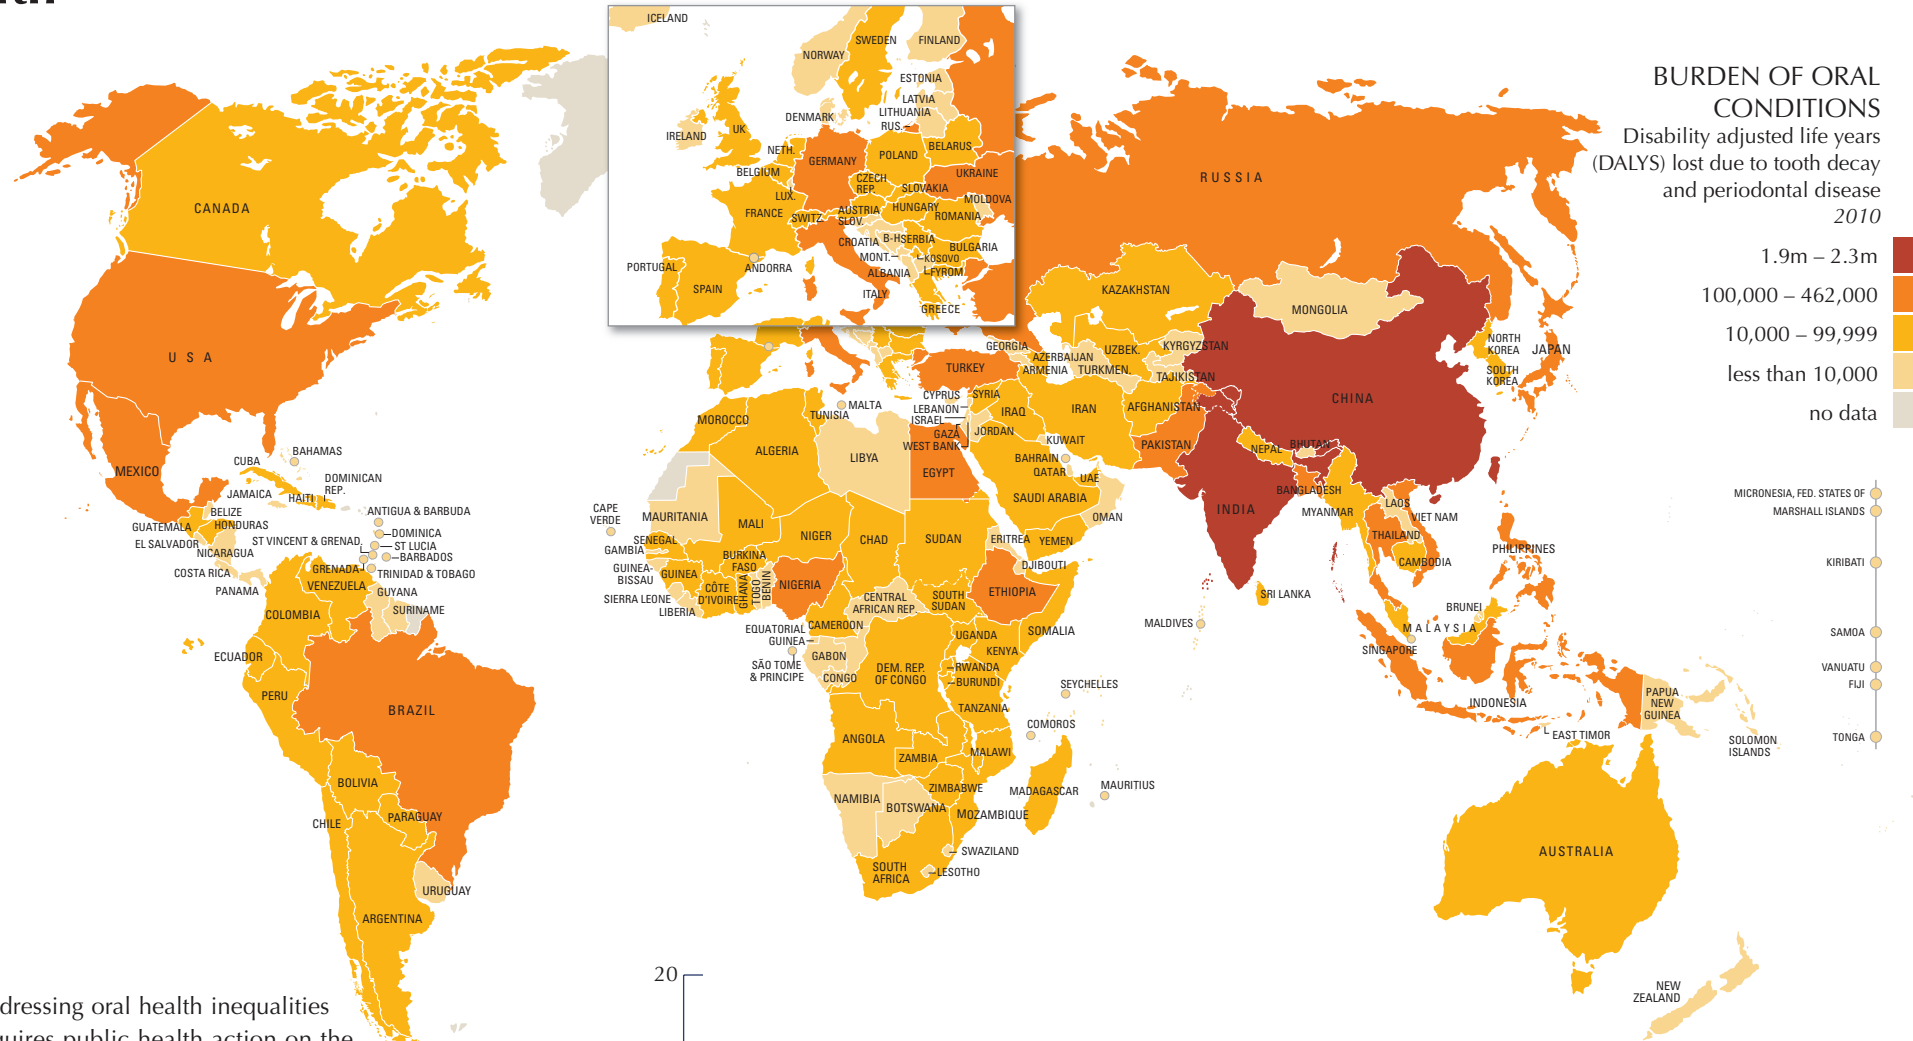 BURDEN OF ORAL
CONDITIONS
Disability adjusted life years
(DALYS) lost due to tooth decay
and periodontal disease
2010
1.9m – 2.3m
100,000 – 462,000
10,000 – 99,999
less than 10,000
no data
ICELAND
NORWAY
SWEDEN
FINLAND
ESTONIA
LATVIA
LITHUANIA
RUS.
DENMARK
IRELAND
UK
NETH.
BELGIUM
GERMANY
POLAND
BELARUS
LUX.
CZECH
REP.
SLOVAKIA
UKRAINE
MOLDOVA
FRANCE
SWITZ.
AUSTRIA
SLOV.
HUNGARY
ROMANIA
CROATIA
B-H
SERBIA
BULGARIA
MONT.
KOSOVO
ALBANIA
FYROM
PORTUGAL
SPAIN
ANDORRA
ITALY
GREECE
CANADA
U S A
MEXICO
CUBA
BAHAMAS
JAMAICA
HAITI
DOMINICAN
REP.
BELIZE
GUATEMALA
HONDURAS
EL SALVADOR
NICARAGUA
COSTA RICA
PANAMA
ANTIGUA & BARBUDA
DOMINICA
ST VINCENT & GRENAD.
ST LUCIA
BARBADOS
GRENADA
TRINIDAD & TOBAGO
VENEZUELA
GUYANA
SURINAME
COLOMBIA
ECUADOR
PERU
BRAZIL
BOLIVIA
PARAGUAY
CHILE
URUGUAY
ARGENTINA
RUSSIA
KAZAKHSTAN
MONGOLIA
GEORGIA
AZERBAIJAN
ARMENIA
UZBEK.
TURKMEN.
KYRGYZSTAN
TAJIKISTAN
NORTH
KOREA
SOUTH
KOREA
JAPAN
CHINA
TURKEY
CYPRUS
SYRIA
LEBANON
ISRAEL
GAZA
WEST BANK
JORDAN
IRAQ
IRAN
AFGHANISTAN
PAKISTAN
KUWAIT
BAHRAIN
QATAR
UAE
SAUDI ARABIA
OMAN
YEMEN
NEPAL
BHUTAN
INDIA
BANGLADESH
MYANMAR
LAOS
VIET NAM
THAILAND
CAMBODIA
PHILIPPINES
SRI LANKA
MALDIVES
BRUNEI
MALAYSIA
SINGAPORE
INDONESIA
EAST TIMOR
PAPUA
NEW
GUINEA
SOLOMON
ISLANDS
AUSTRALIA
NEW
ZEALAND
MICRONESIA, FED. STATES OF
MARSHALL ISLANDS
KIRIBATI
SAMOA
VANUATU
FIJI
TONGA
MOROCCO
ALGERIA
TUNISIA
MALTA
LIBYA
EGYPT
CAPE
VERDE
MAURITANIA
MALI
NIGER
CHAD
SUDAN
ERITREA
DJIBOUTI
SENEGAL
GAMBIA
GUINEA-
BISSAU
GUINEA
SIERRA LEONE
LIBERIA
CÔTE
D'IVOIRE
BURKINA
FASO
GHANA
TOGO
BENIN
NIGERIA
CAMEROON
CENTRAL
AFRICAN REP.
SOUTH
SUDAN
ETHIOPIA
SOMALIA
EQUATORIAL
GUINEA
SÃO TOME
& PRINCIPE
GABON
CONGO
DEM. REP.
OF CONGO
UGANDA
KENYA
RWANDA
BURUNDI
TANZANIA
SEYCHELLES
COMOROS
ANGOLA
ZAMBIA
MALAWI
NAMIBIA
BOTSWANA
ZIMBABWE
MOZAMBIQUE
MADAGASCAR
MAURITIUS
SWAZILAND
LESOTHO
SOUTH
AFRICA
20
dressing oral health inequalities
quires public health action on the